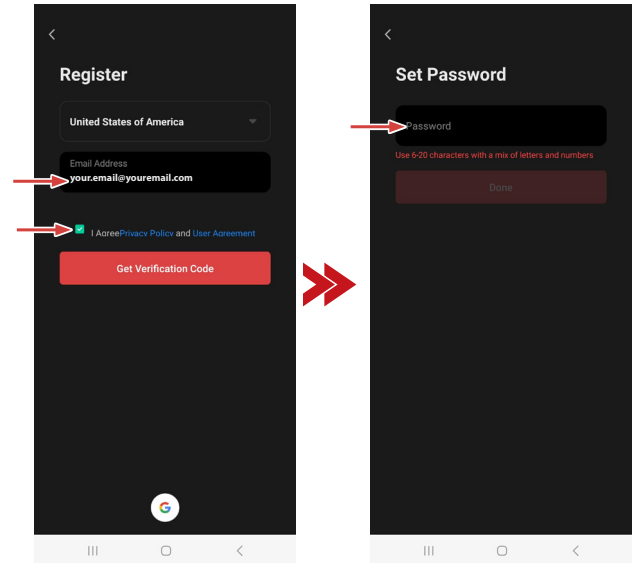 Register
United States of America
Email Address
your.email@youremail.com
I AgreePrivacy Policy and User Agreement
Get Verification Code
G
Set Password
Password
Use 6-20 characters with a mix of letters and numbers
Done